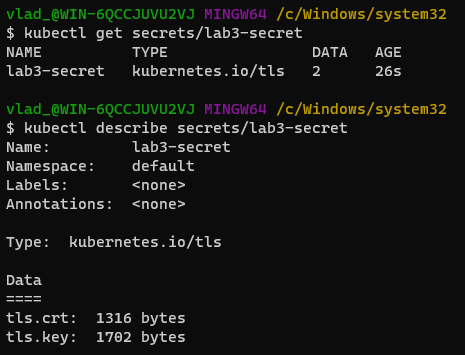 vlad_@WIN-6QCCJUVU2VJ MINGW64 /c/Windows/system32
$ kubectl get secrets/lab3-secret
NAME          TYPE                DATA   AGE
lab3-secret   kubernetes.io/tls   2      26s
vlad_@WIN-6QCCJUVU2VJ MINGW64 /c/Windows/system32
$ kubectl describe secrets/lab3-secret
Name:         lab3-secret
Namespace:    default
Labels:       <none>
Annotations:  <none>
Type:  kubernetes.io/tls
Data
====
tls.crt:  1316 bytes
tls.key:  1702 bytes